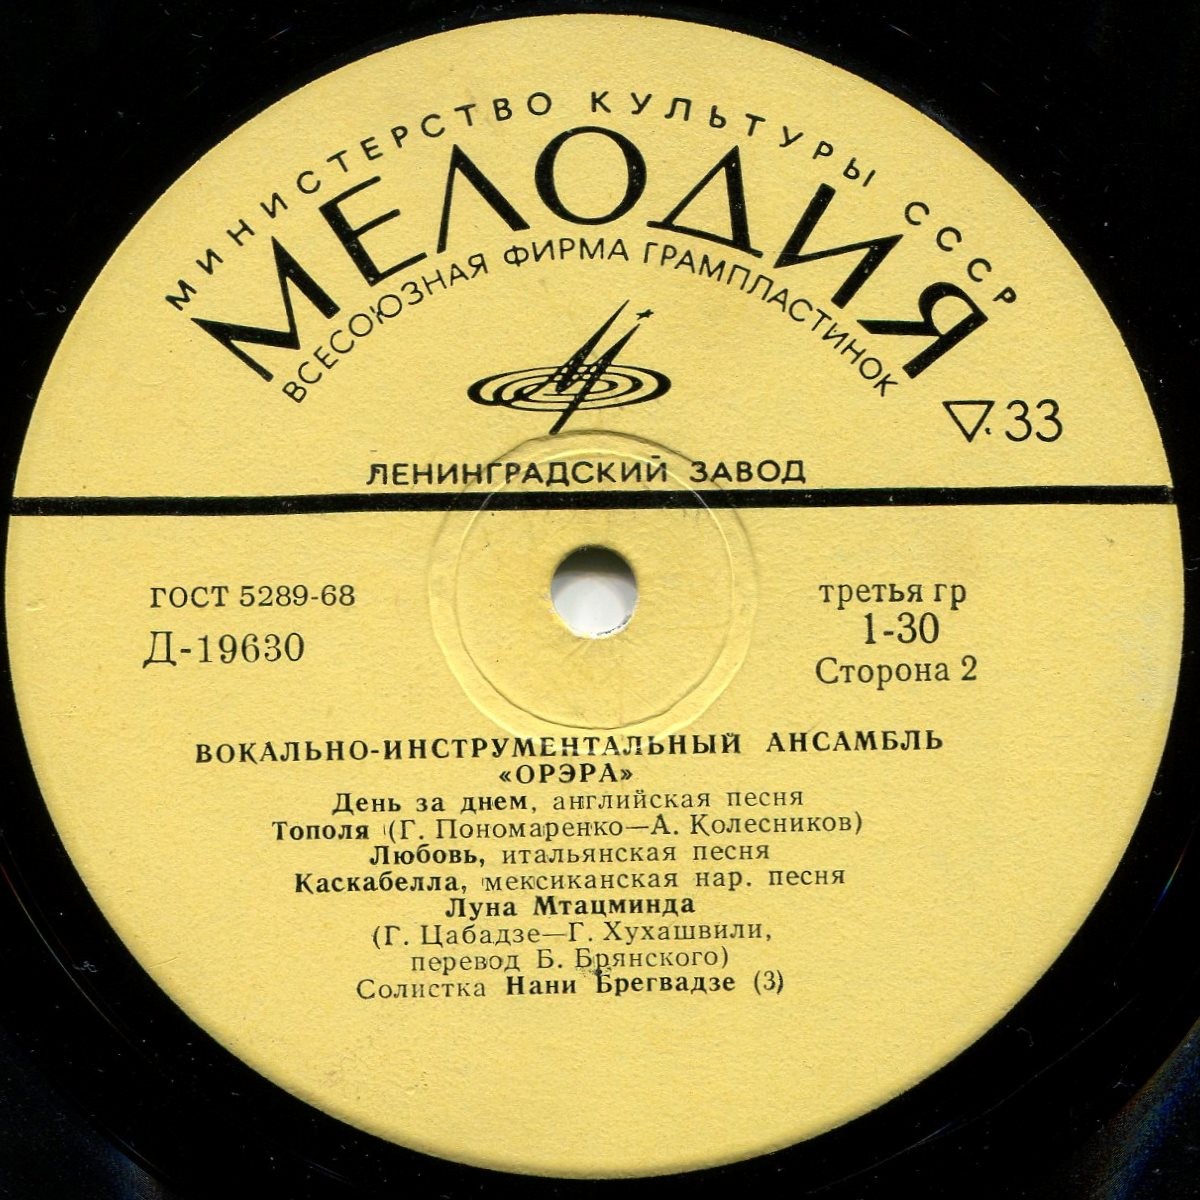 МИНИСТЕРСТВО КУЛЬТУРЫ СССР
МЕЛОДИЯ
ВСЕСОЮЗНАЯ ФИРМА ГРАМПЛАСТИНОК
33
ЛЕНИНГРАДСКИЙ ЗАВОД
ГОСТ 5289-68
Д-19630
третья гр
1-30
Сторона 2
ВОКАЛЬНО-ИНСТРУМЕНТАЛЬНЫЙ АНСАМБЛЬ
«ОРЭРА»
День за днем, английская песня
Тополя (Г. Пономаренко—А. Колесников)
Любовь, итальянская песня
Каскабелла, мексиканская нар. песня
Луна Мтацминда
(Г. Цабадзе—Г. Хухашвили,
перевод Б. Брянского)
Солистка Нани Брегвадзе (3)